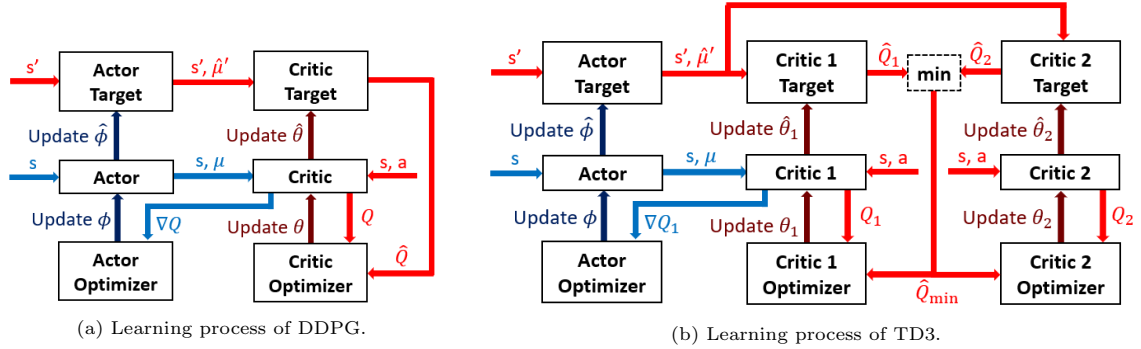 s'
Actor
Target
s', μ̂'
Critic
Target
Update ϕ̂
Update θ̂
s
Actor
s, μ
Critic
s, a
Update ϕ
∇Q
Update θ
Q
Q̂
Actor
Optimizer
Critic
Optimizer
(a) Learning process of DDPG.
s'
Actor
Target
s', μ̂'
Critic 1
Target
Q̂₁
min
Q̂₂
Critic 2
Target
Update ϕ̂
Update θ̂₁
Update θ̂₂
s
Actor
s, μ
Critic 1
s, a
s, a
Critic 2
Update ϕ
∇Q₁
Update θ₁
Q₁
Update θ₂
Q₂
Actor
Optimizer
Critic 1
Optimizer
Q̂min
Critic 2
Optimizer
(b) Learning process of TD3.